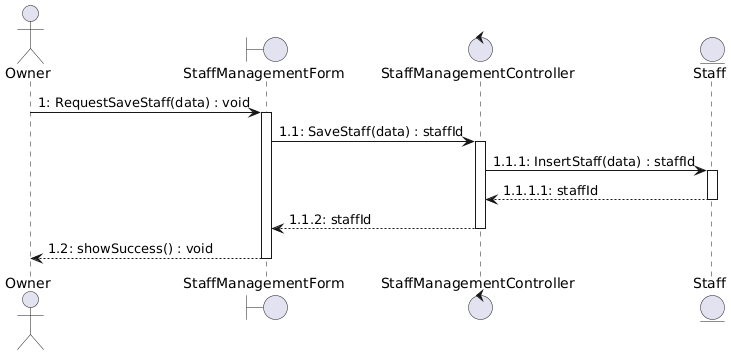 Owner
StaffManagementForm
StaffManagementController
Staff
1: RequestSaveStaff(data) : void
1.1: SaveStaff(data) : staffId
1.1.1: InsertStaff(data) : staffId
1.1.1.1: staffId
1.1.2: staffId
1.2: showSuccess() : void
Owner
StaffManagementForm
StaffManagementController
Staff